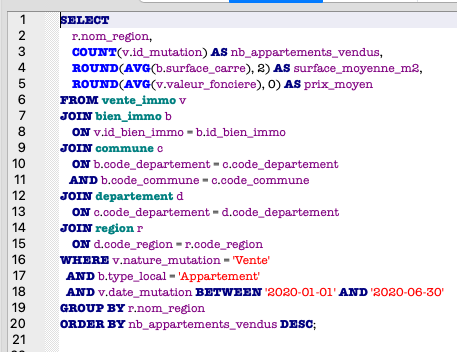 1 SELECT
2 r.nom_region,
3 COUNT(v.id_mutation) AS nb_appartements_vendus,
4 ROUND(AVG(b.surface_carre), 2) AS surface_moyenne_m2,
5 ROUND(AVG(v.valeur_fonciere), 0) AS prix_moyen
6 FROM vente_immo v
7 JOIN bien_immo b
8 ON v.id_bien_immo = b.id_bien_immo
9 JOIN commune c
10 ON b.code_departement = c.code_departement
11 AND b.code_commune = c.code_commune
12 JOIN departement d
13 ON c.code_departement = d.code_departement
14 JOIN region r
15 ON d.code_region = r.code_region
16 WHERE v.nature_mutation = 'Vente'
17 AND b.type_local = 'Appartement'
18 AND v.date_mutation BETWEEN '2020-01-01' AND '2020-06-30'
19 GROUP BY r.nom_region
20 ORDER BY nb_appartements_vendus DESC;
21